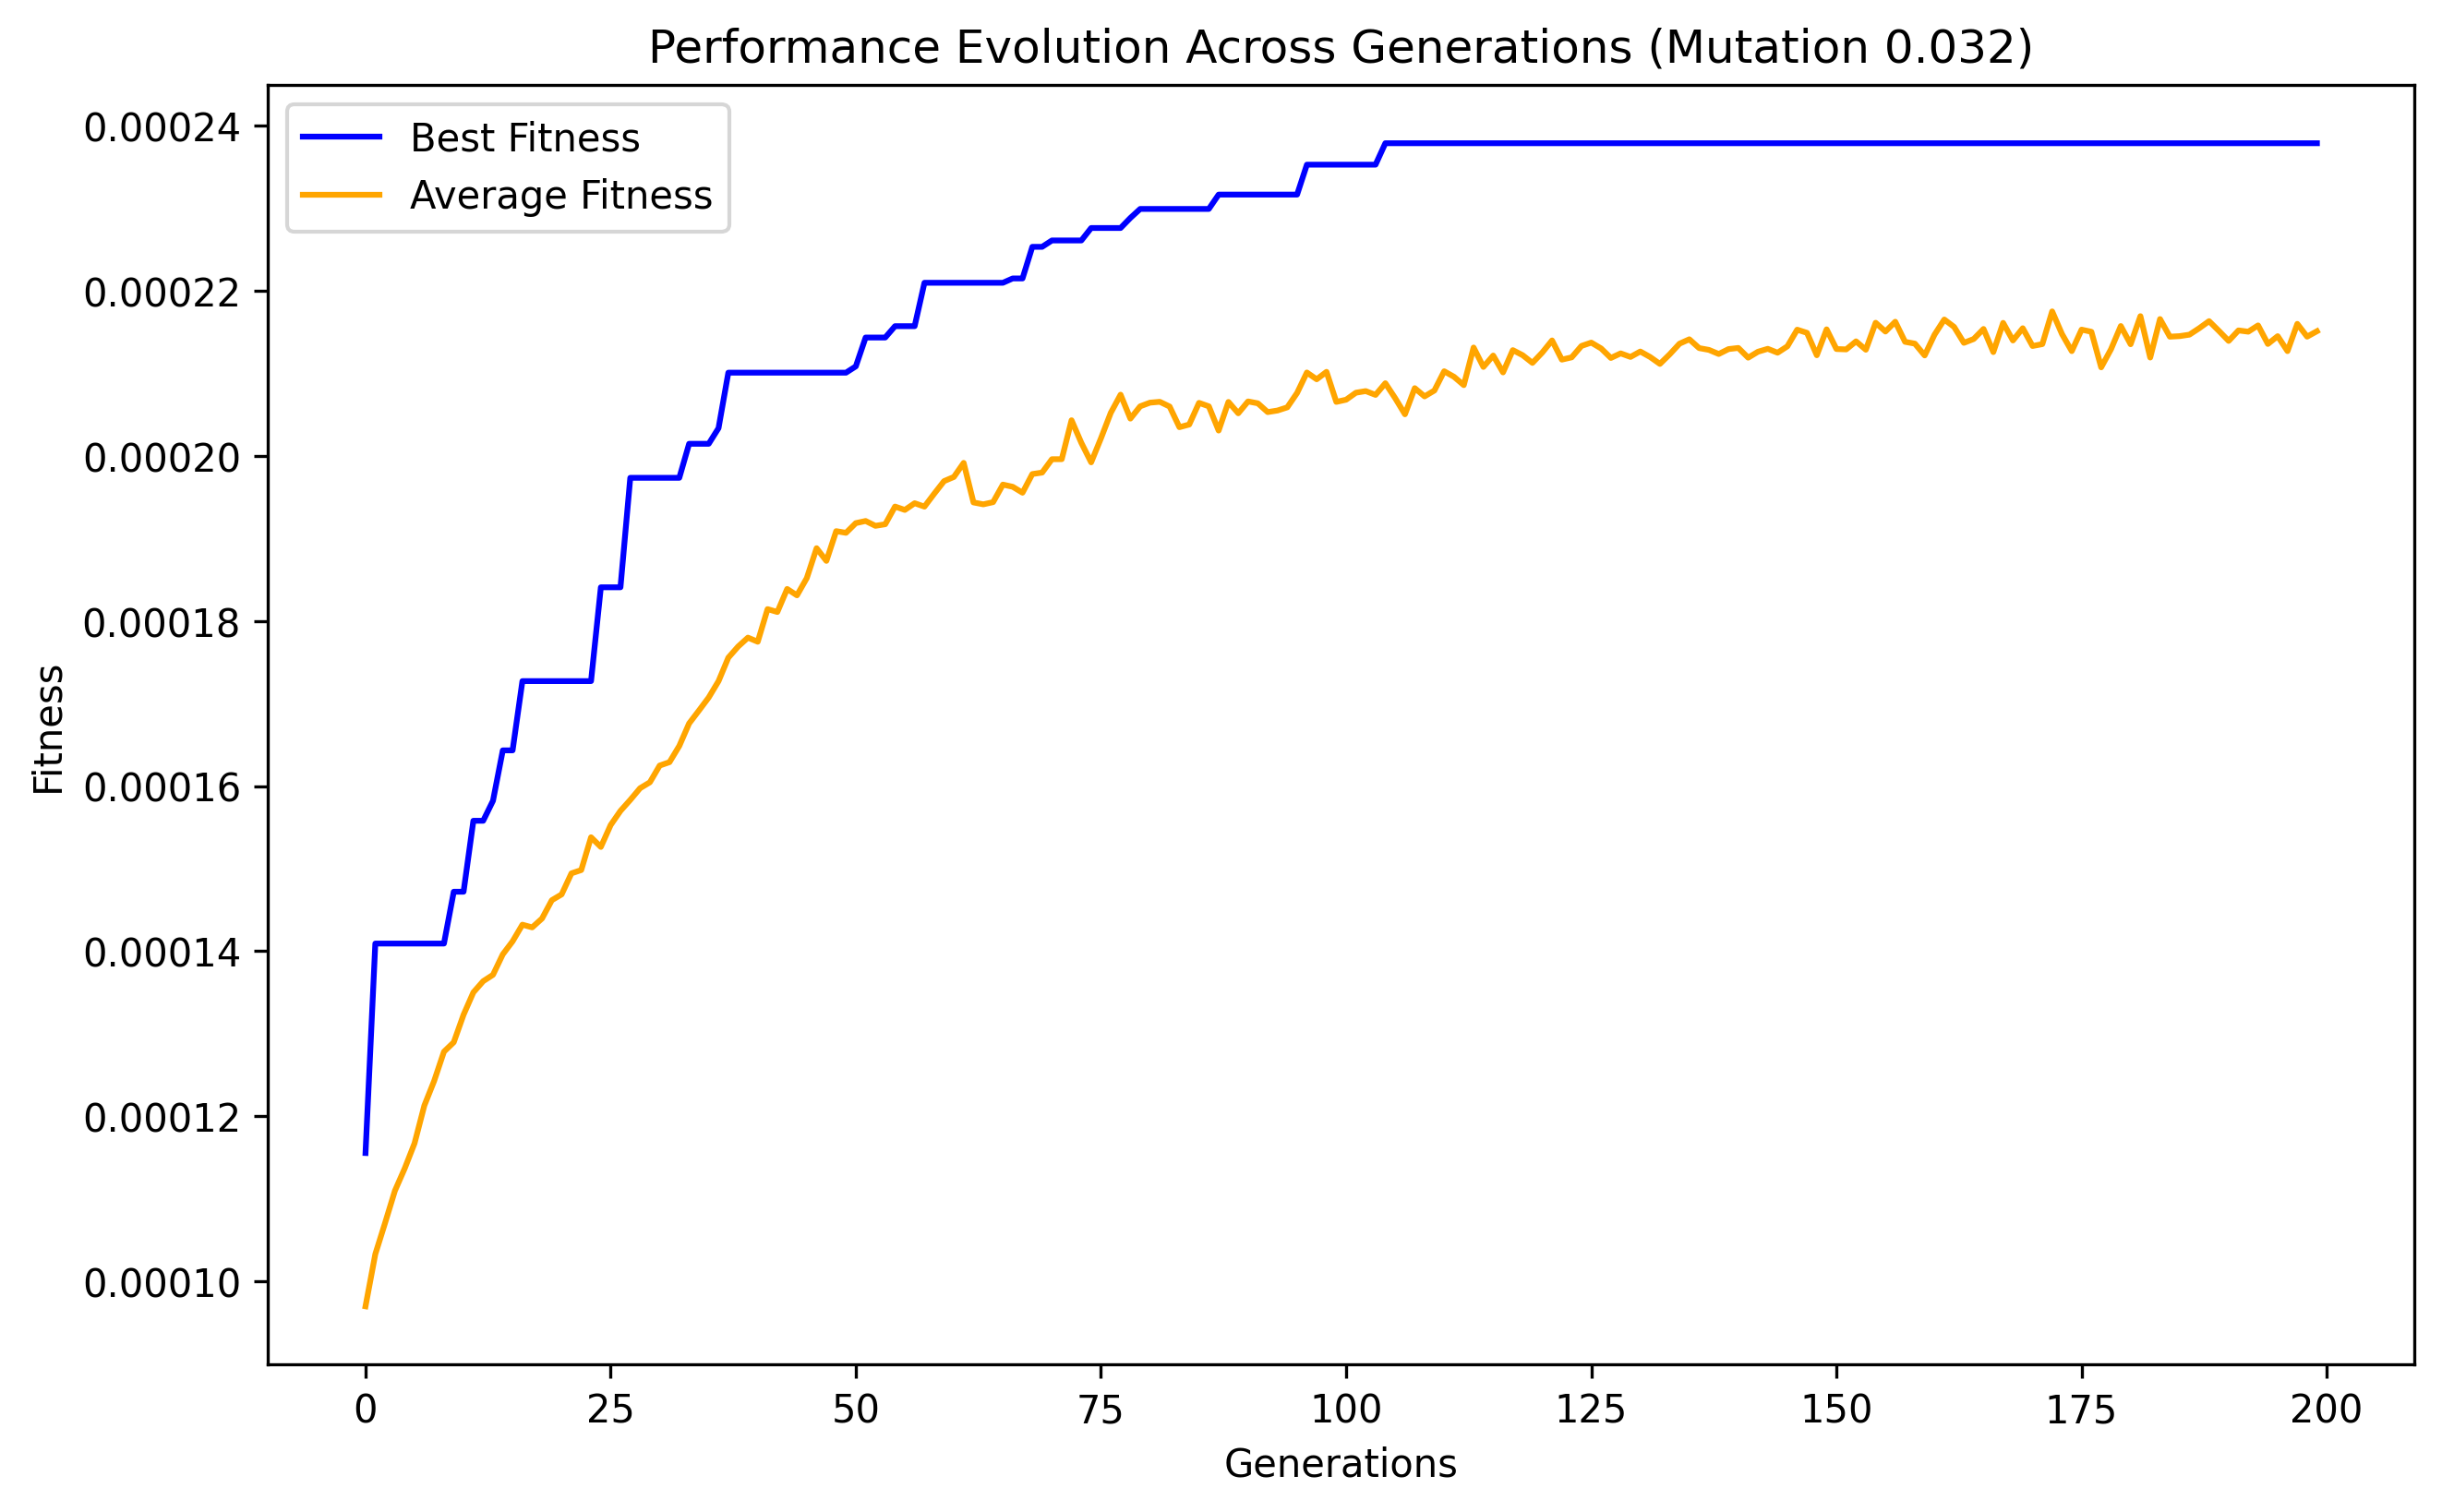 Performance Evolution Across Generations (Mutation 0.032)
Best Fitness
Average Fitness
0.00024
0.00022
0.00020
0.00018
0.00016
0.00014
0.00012
0.00010
Fitness
0 25 50 75 100 125 150 175 200
Generations